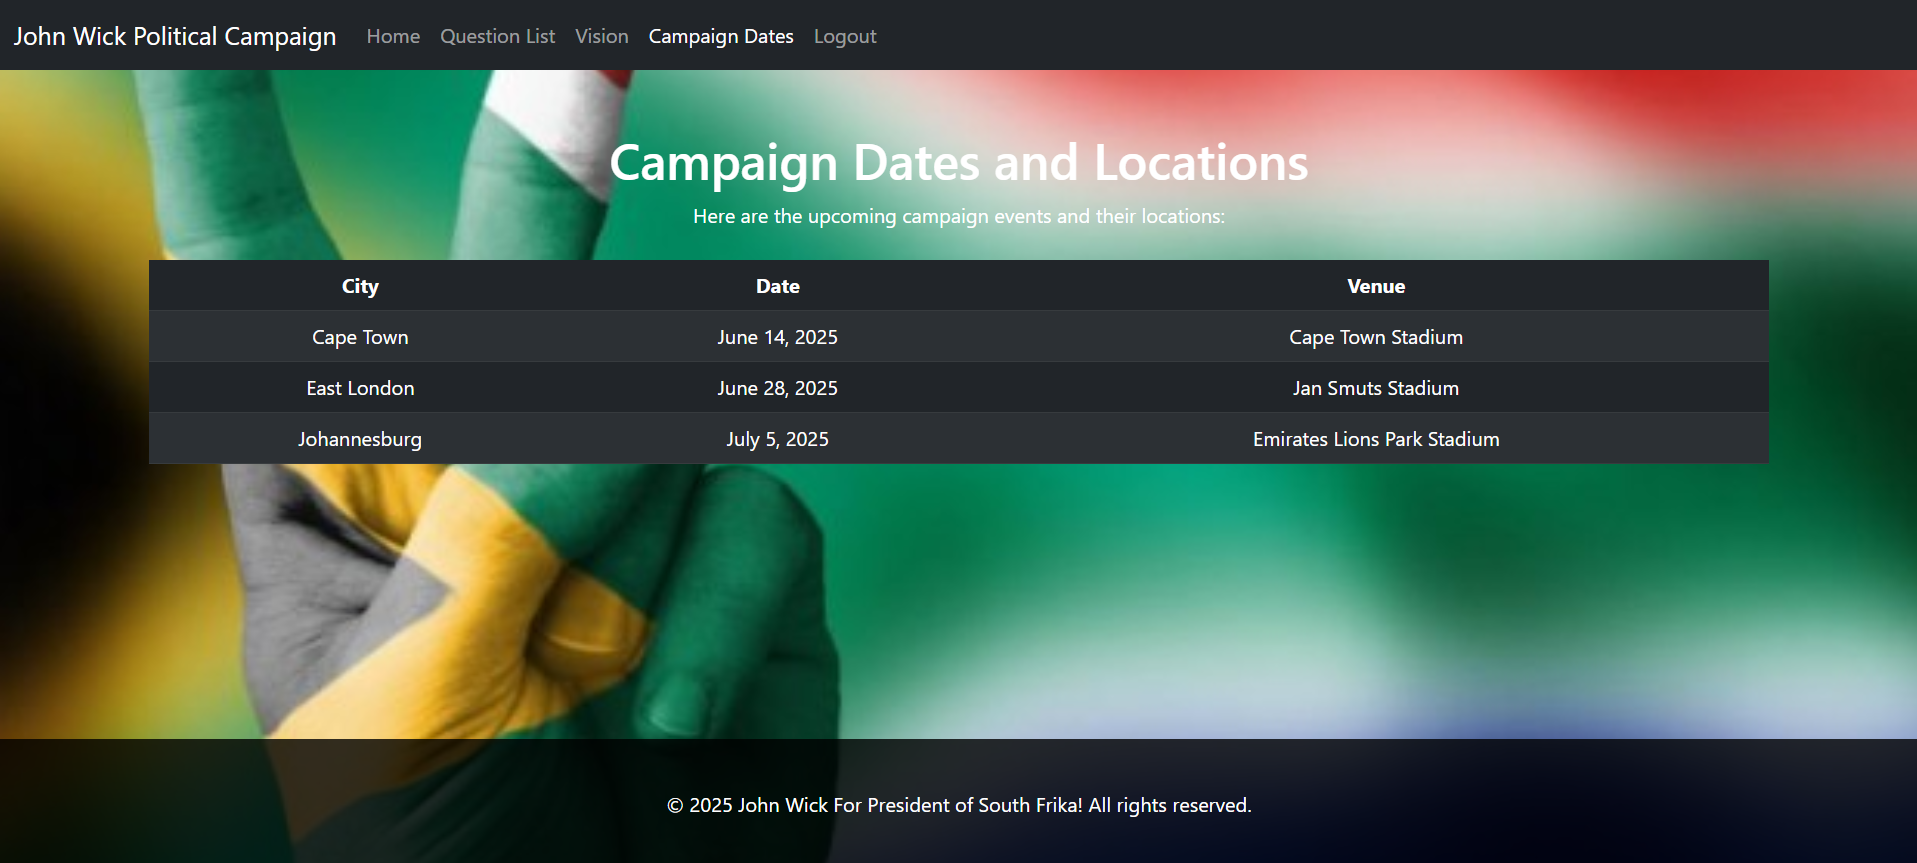 John Wick Political Campaign Home Question List Vision Campaign Dates Logout
Campaign Dates and Locations
Here are the upcoming campaign events and their locations:
City Date Venue
Cape Town June 14, 2025 Cape Town Stadium
East London June 28, 2025 Jan Smuts Stadium
Johannesburg July 5, 2025 Emirates Lions Park Stadium
© 2025 John Wick For President of South Frika! All rights reserved.